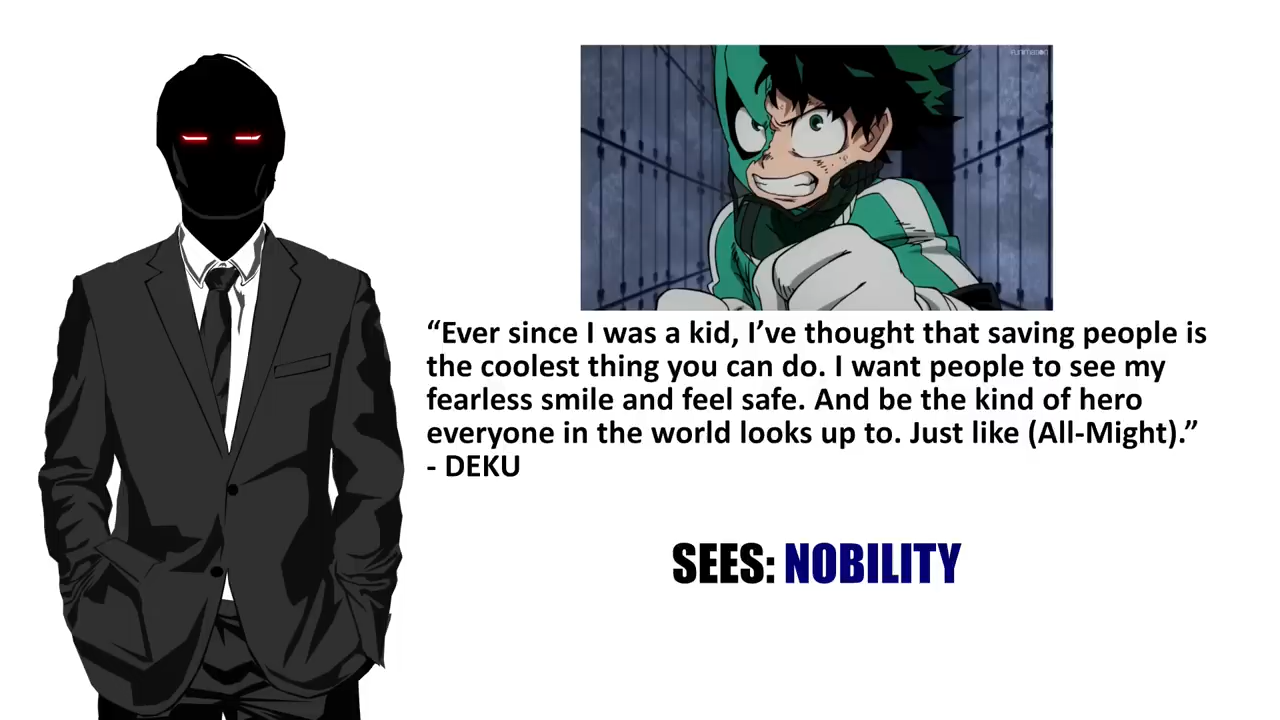 FUNIMATION
“Ever since I was a kid, I’ve thought that saving people is
the coolest thing you can do. I want people to see my
fearless smile and feel safe. And be the kind of hero
everyone in the world looks up to. Just like (All-Might).”
- DEKU
SEES: NOBILITY